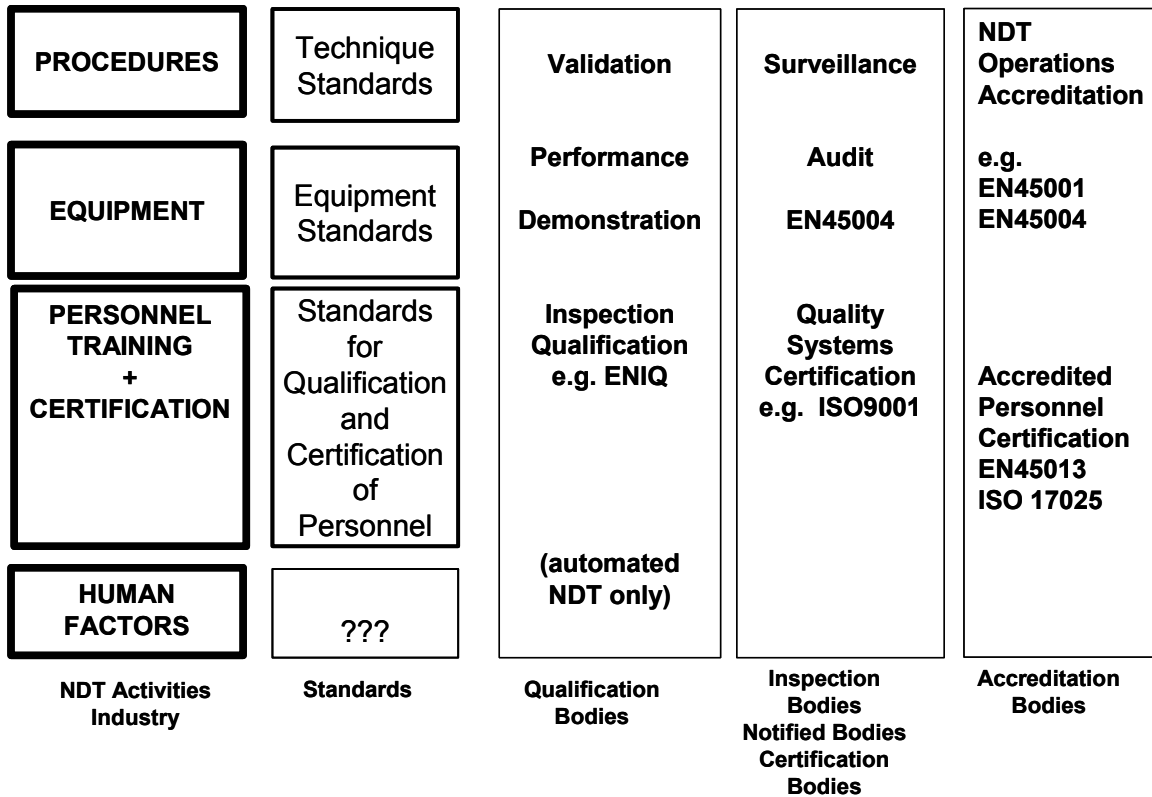 PROCEDURES
Technique
Standards
Validation
Surveillance
NDT
Operations
Accreditation
EQUIPMENT
Equipment
Standards
Performance
Demonstration
Audit
EN45004
e.g.
EN45001
EN45004
PERSONNEL
TRAINING
+
CERTIFICATION
Standards
for
Qualification
and
Certification
of
Personnel
Inspection
Qualification
e.g. ENIQ
Quality
Systems
Certification
e.g. ISO9001
Accredited
Personnel
Certification
EN45013
ISO 17025
HUMAN
FACTORS
???
(automated
NDT only)
NDT Activities
Industry
Standards
Qualification
Bodies
Inspection
Bodies
Notified Bodies
Certification
Bodies
Accreditation
Bodies